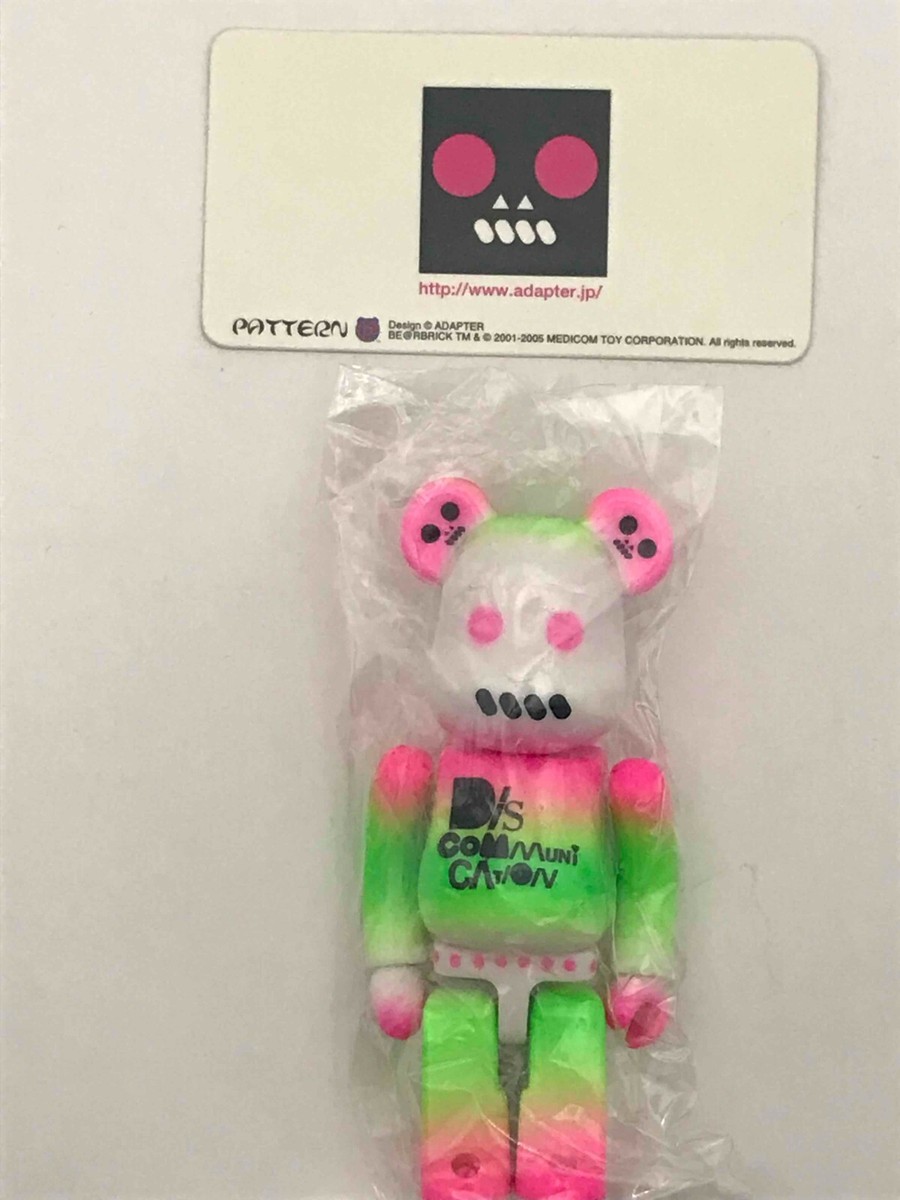 http://www.adapter.jp/
PATTERN
Design © ADAPTER
BE@RBRICK TM & © 2001-2005 MEDICOM TOY CORPORATION. All rights reserved.
D/s
COMMUNI
CATION